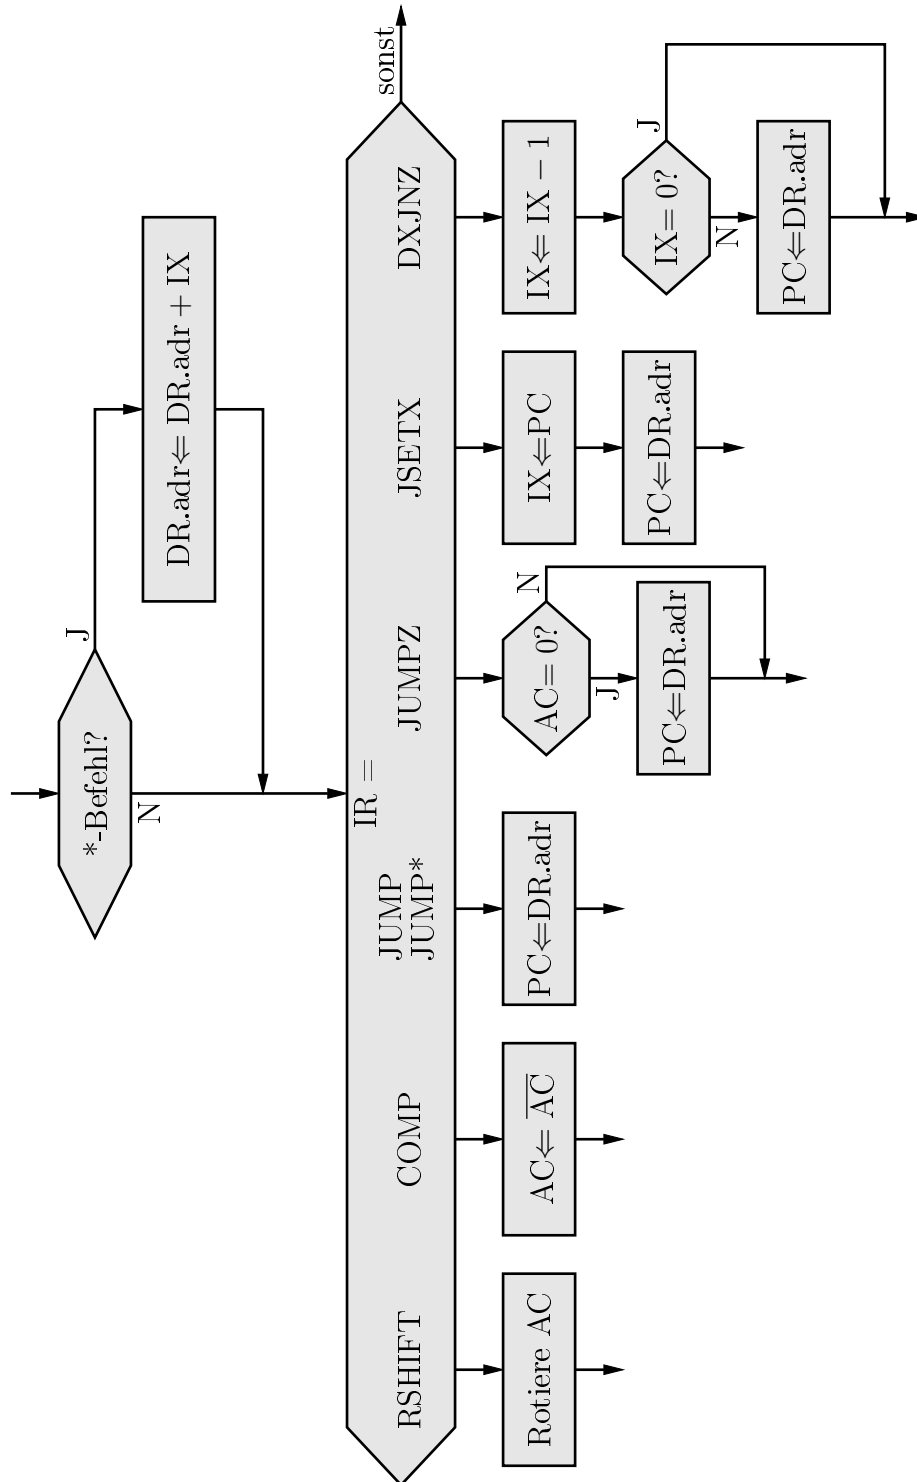 *-Befehl?
J
N
DR.adr⇐ DR.adr + IX
IR =
RSHIFT
COMP
JUMP
JUMP*
JUMPZ
JSETX
DXJNZ
sonst
Rotiere AC
AC⇐ A̅C̅
PC⇐DR.adr
AC= 0?
N
J
PC⇐DR.adr
IX⇐PC
PC⇐DR.adr
IX⇐ IX − 1
IX= 0?
J
N
PC⇐DR.adr